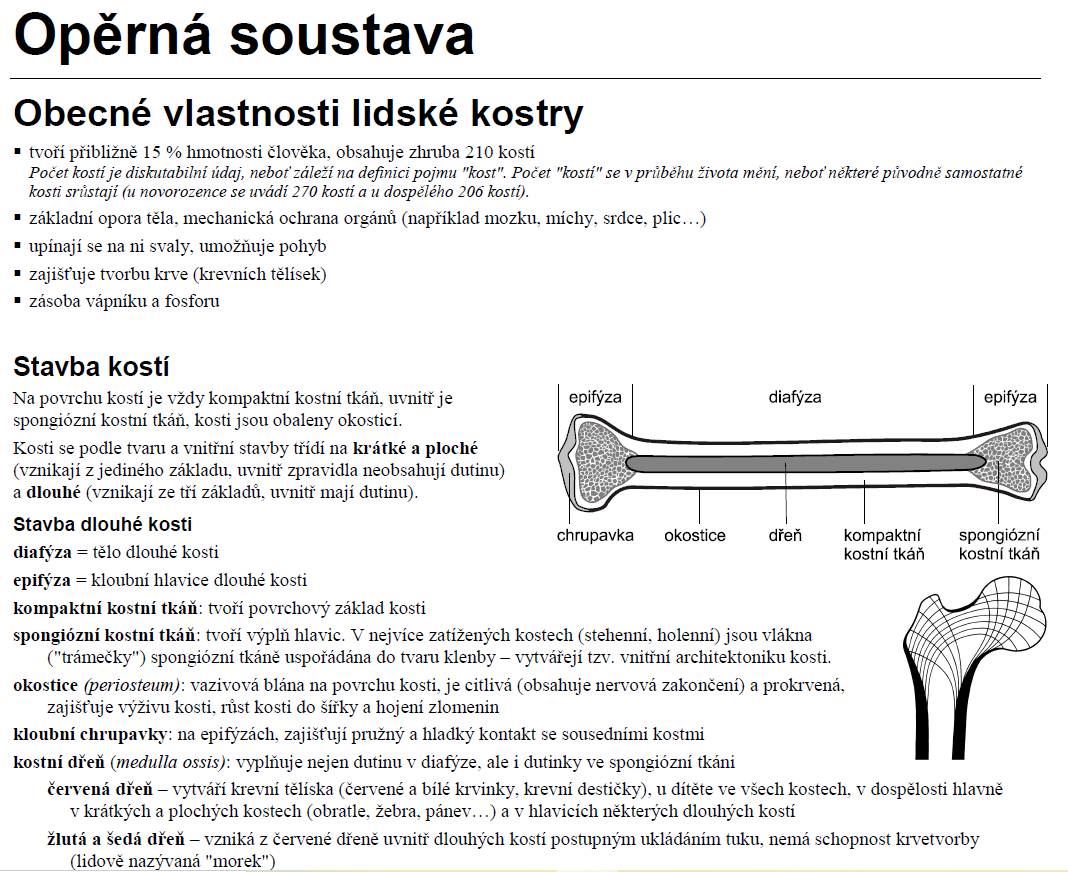 Opěrná soustava
Obecné vlastnosti lidské kostry
▪ tvoří přibližně 15 % hmotnosti člověka, obsahuje zhruba 210 kostí
Počet kostí je diskutabilní údaj, neboť záleží na definici pojmu "kost". Počet "kostí" se v průběhu života mění, neboť některé původně samostatné
kosti srůstají (u novorozence se uvádí 270 kostí a u dospělého 206 kostí).
▪ základní opora těla, mechanická ochrana orgánů (například mozku, míchy, srdce, plic…)
▪ upínají se na ni svaly, umožňuje pohyb
▪ zajišťuje tvorbu krve (krevních tělísek)
▪ zásoba vápníku a fosforu
Stavba kostí
Na povrchu kostí je vždy kompaktní kostní tkáň, uvnitř je
spongiózní kostní tkáň, kosti jsou obaleny okosticí.
Kosti se podle tvaru a vnitřní stavby třídí na krátké a ploché
(vznikají z jediného základu, uvnitř zpravidla neobsahují dutinu)
a dlouhé (vznikají ze tří základů, uvnitř mají dutinu).
epifýza diafýza epifýza
chrupavka okostice dřeň kompaktní spongiózní
kostní tkáň kostní tkáň
Stavba dlouhé kosti
diafýza = tělo dlouhé kosti
epifýza = kloubní hlavice dlouhé kosti
kompaktní kostní tkáň: tvoří povrchový základ kosti
spongiózní kostní tkáň: tvoří výplň hlavic. V nejvíce zatížených kostech (stehenní, holenní) jsou vlákna
("trámečky") spongiózní tkáně uspořádána do tvaru klenby – vytvářejí tzv. vnitřní architektoniku kosti.
okostice (periosteum): vazivová blána na povrchu kosti, je citlivá (obsahuje nervová zakončení) a prokrvená,
zajišťuje výživu kosti, růst kosti do šířky a hojení zlomenin
kloubní chrupavky: na epifýzách, zajišťují pružný a hladký kontakt se sousedními kostmi
kostní dřeň (medulla ossis): vyplňuje nejen dutinu v diafýze, ale i dutinky ve spongiózní tkáni
červená dřeň – vytváří krevní tělíska (červené a bílé krvinky, krevní destičky), u dítěte ve všech kostech, v dospělosti hlavně
v krátkých a plochých kostech (obratle, žebra, pánev…) a v hlavicích některých dlouhých kostí
žlutá a šedá dřeň – vzniká z červené dřeně uvnitř dlouhých kostí postupným ukládáním tuku, nemá schopnost krvetvorby
(lidově nazývaná "morek")